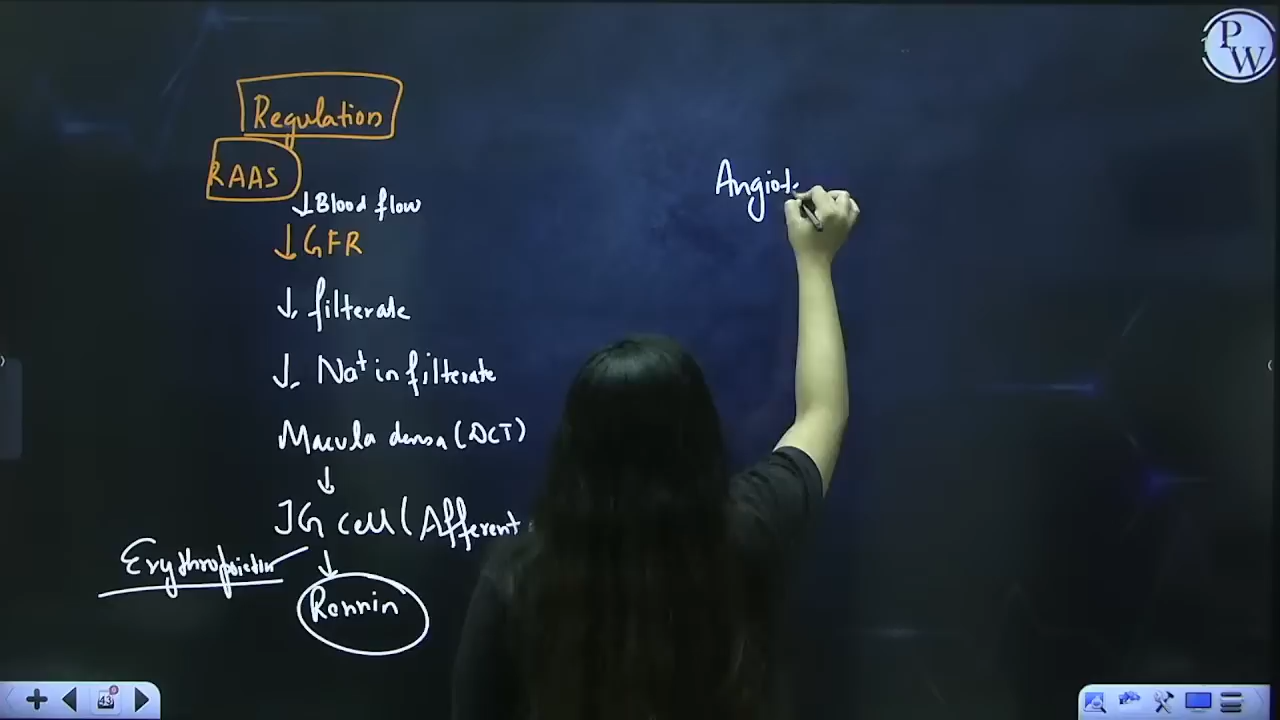 Regulation
RAAS
↓ Blood flow
↓ GFR
↓ filterate
↓ Na⁺ in filterate
Macula densa (DCT)
↓
JG cell (Afferent
Erythropoietin
↓
Rennin
Angiot
PW
43